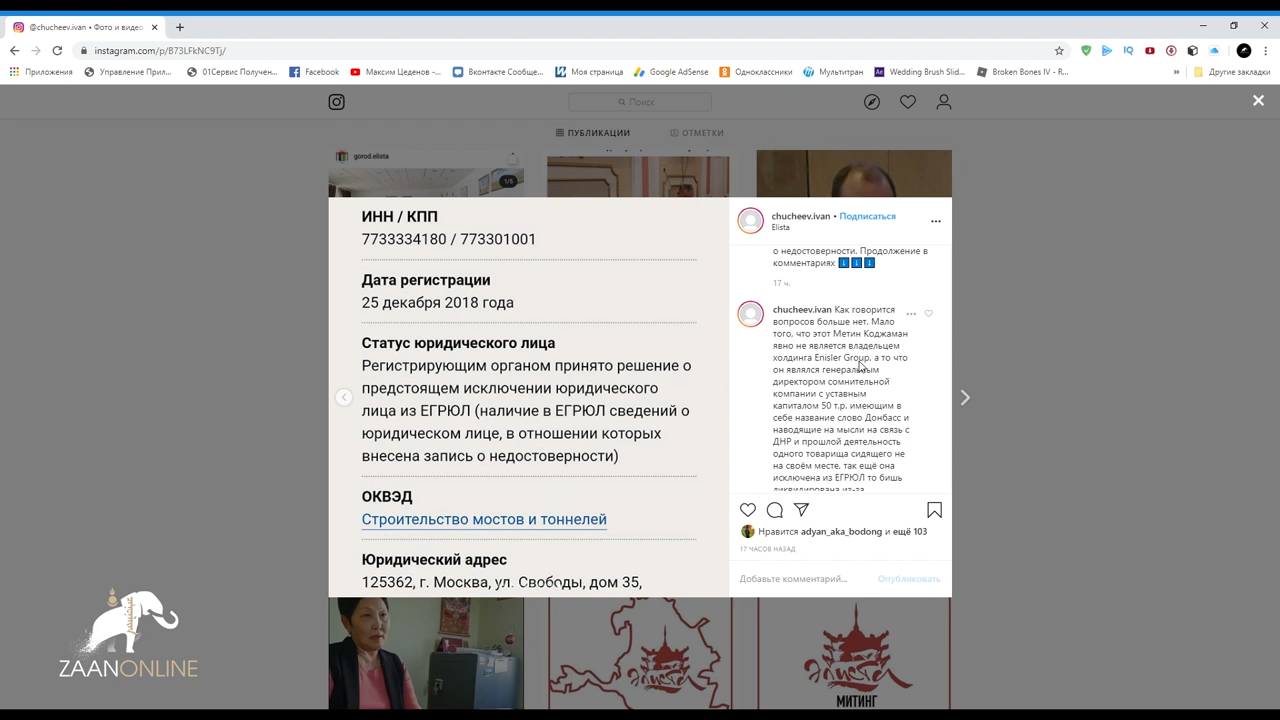 @chucheev.ivan • Фото и видео
instagram.com/p/B73LFkNC9Tj/
Приложения
Управление Прил...
01Сервис Получен...
Facebook
Максим Цеденов -...
Вконтакте Сообще...
Моя страница
Google AdSense
Одноклассники
Мультитран
Wedding Brush Slid...
Broken Bones IV - R...
»
Другие закладки
Поиск
ПУБЛИКАЦИИ
ОТМЕТКИ
gorod.elista
1/6
ИНН / КПП
7733334180 / 773301001
Дата регистрации
25 декабря 2018 года
Статус юридического лица
Регистрирующим органом принято решение о
предстоящем исключении юридического
лица из ЕГРЮЛ (наличие в ЕГРЮЛ сведений о
юридическом лице, в отношении которых
внесена запись о недостоверности)
ОКВЭД
Строительство мостов и тоннелей
Юридический адрес
125362, г. Москва, ул. Свободы, дом 35,
chucheev.ivan • Подписаться
Elista
о недостоверности. Продолжение в
комментариях
17 ч.
chucheev.ivan Как говорится
вопросов больше нет. Мало
того, что этот Метин Коджаман
явно не является владельцем
холдинга Enisler Group, а то что
он являлся генеральным
директором сомнительной
компании с уставным
капиталом 50 т.р. имеющим в
себе название слово Донбасс и
наводящие на мысли на связь с
ДНР и прошлой деятельность
одного товарища сидящего не
на своём месте, так ещё она
исключена из ЕГРЮЛ то бишь
ликвидирована из-за
Нравится adyan_aka_bodong и ещё 103
17 ЧАСОВ НАЗАД
Добавьте комментарий...
Опубликовать
ZAANONLINE
МИТИНГ